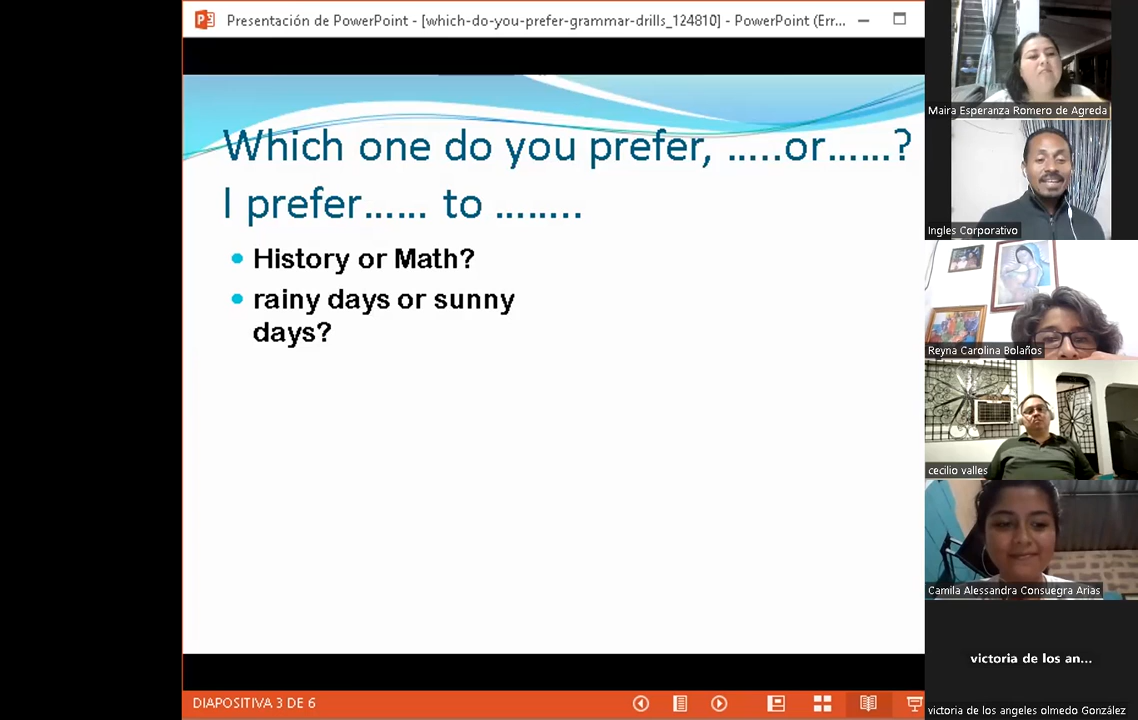 Presentación de PowerPoint - [which-do-you-prefer-grammar-drills_124810] - PowerPoint (Err...
Which one do you prefer, .....or......?
I prefer...... to ........
History or Math?
rainy days or sunny
days?
DIAPOSITIVA 3 DE 6
Maira Esperanza Romero de Agreda
Ingles Corporativo
Reyna Carolina Bolaños
cecilio valles
Camila Alessandra Consuegra Arias
victoria de los an...
victoria de los angeles olmedo González